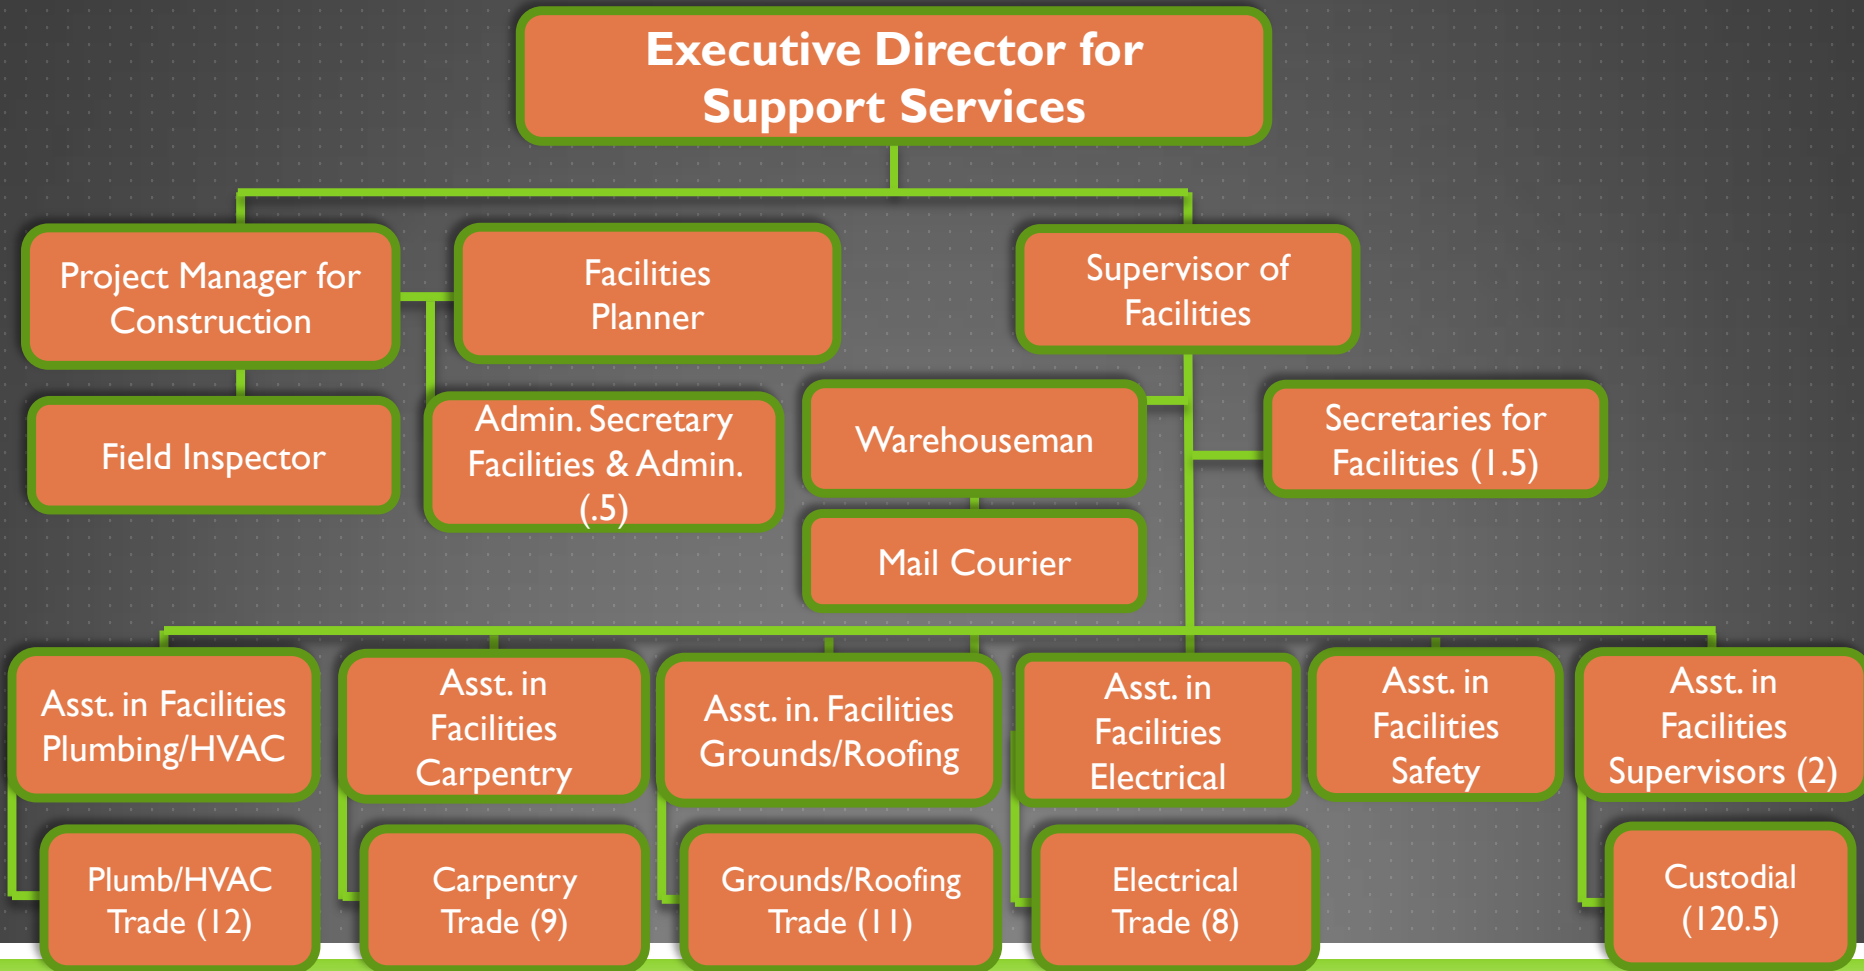 Executive Director for
Support Services
Project Manager for
Construction
Facilities
Planner
Supervisor of
Facilities
Field Inspector
Admin. Secretary
Facilities & Admin.
(.5)
Warehouseman
Secretaries for
Facilities (1.5)
Mail Courier
Asst. in Facilities
Plumbing/HVAC
Asst. in
Facilities
Carpentry
Asst. in. Facilities
Grounds/Roofing
Asst. in
Facilities
Electrical
Asst. in
Facilities
Safety
Asst. in
Facilities
Supervisors (2)
Plumb/HVAC
Trade (12)
Carpentry
Trade (9)
Grounds/Roofing
Trade (11)
Electrical
Trade (8)
Custodial
(120.5)